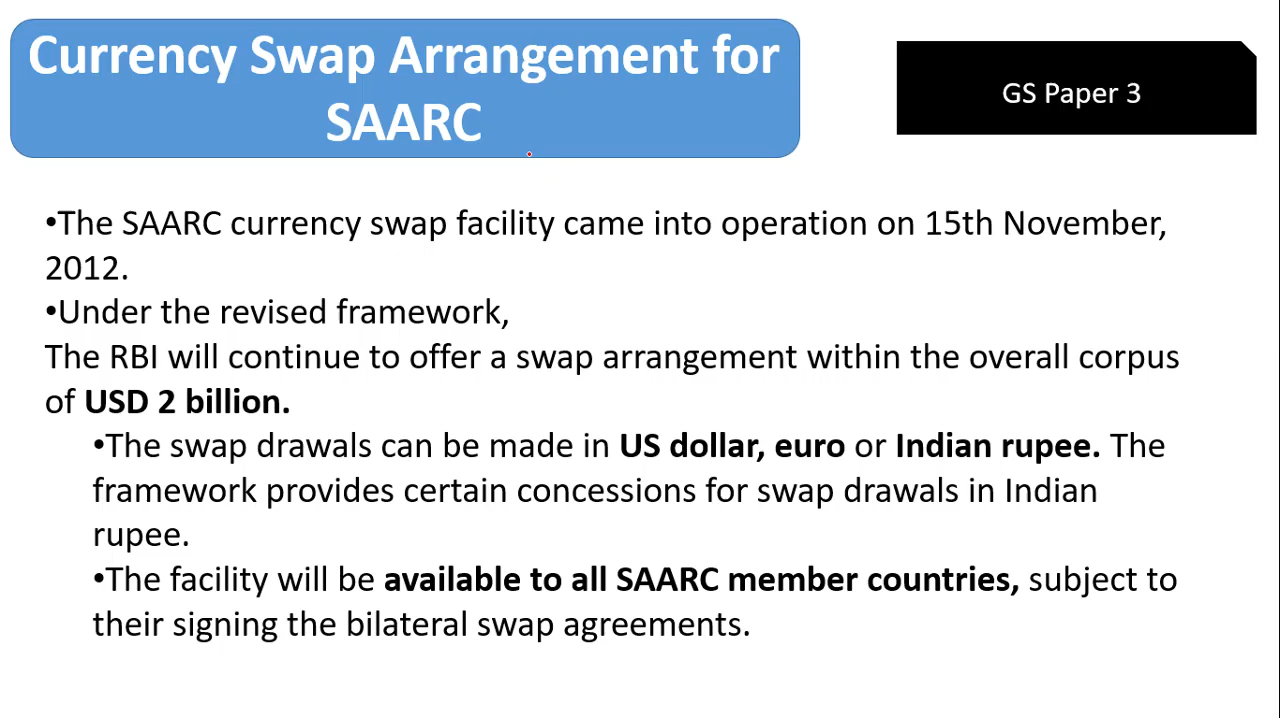 Currency Swap Arrangement for
SAARC
GS Paper 3
•The SAARC currency swap facility came into operation on 15th November,
2012.
•Under the revised framework,
The RBI will continue to offer a swap arrangement within the overall corpus
of USD 2 billion.
•The swap drawals can be made in US dollar, euro or Indian rupee. The
framework provides certain concessions for swap drawals in Indian
rupee.
•The facility will be available to all SAARC member countries, subject to
their signing the bilateral swap agreements.